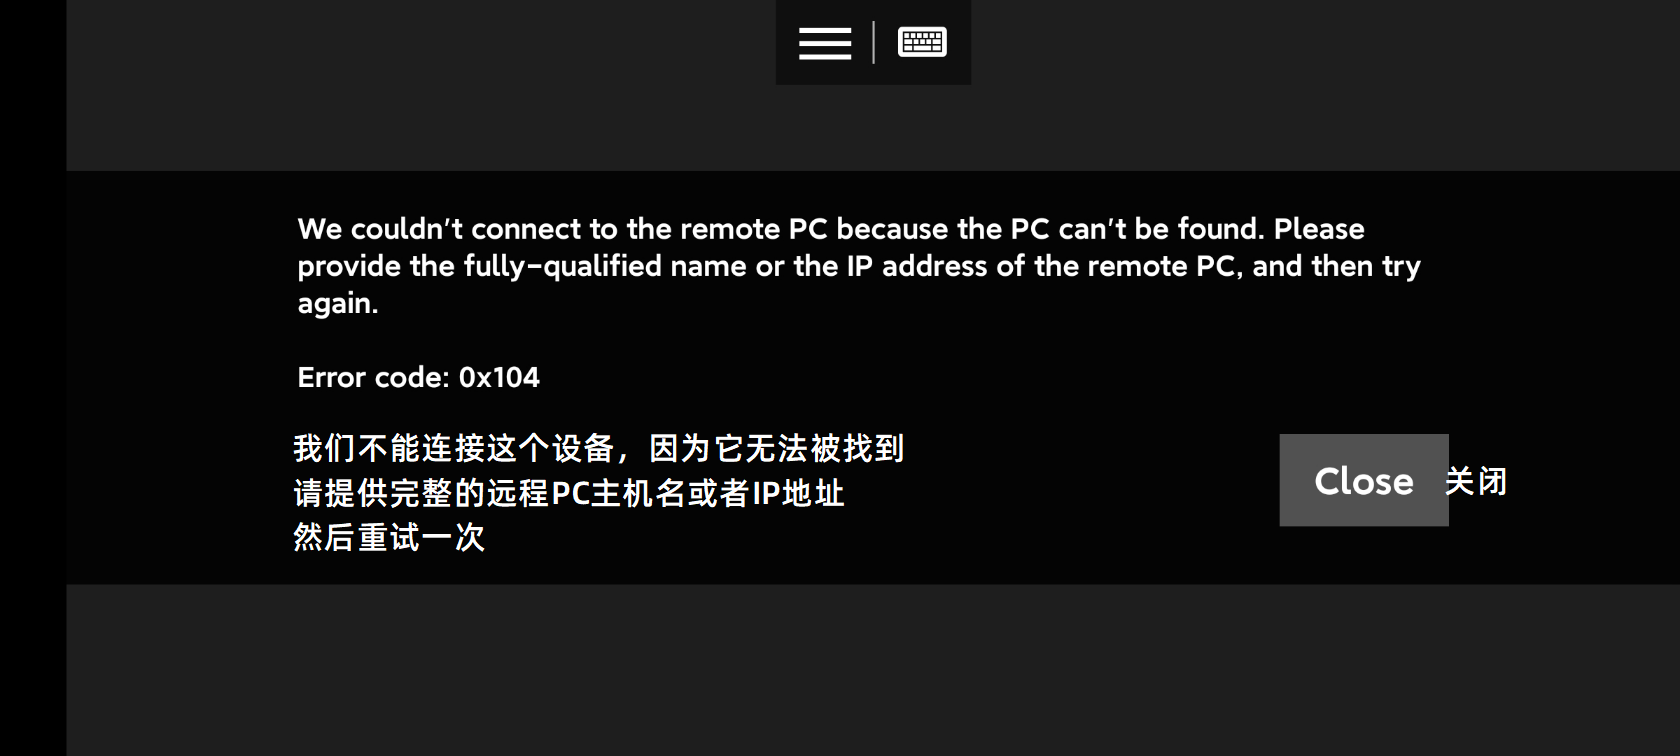 We couldn't connect to the remote PC because the PC can't be found. Please
provide the fully-qualified name or the IP address of the remote PC, and then try
again.
Error code: 0x104
我们不能连接这个设备，因为它无法被找到
请提供完整的远程PC主机名或者IP地址
然后重试一次
Close 关闭